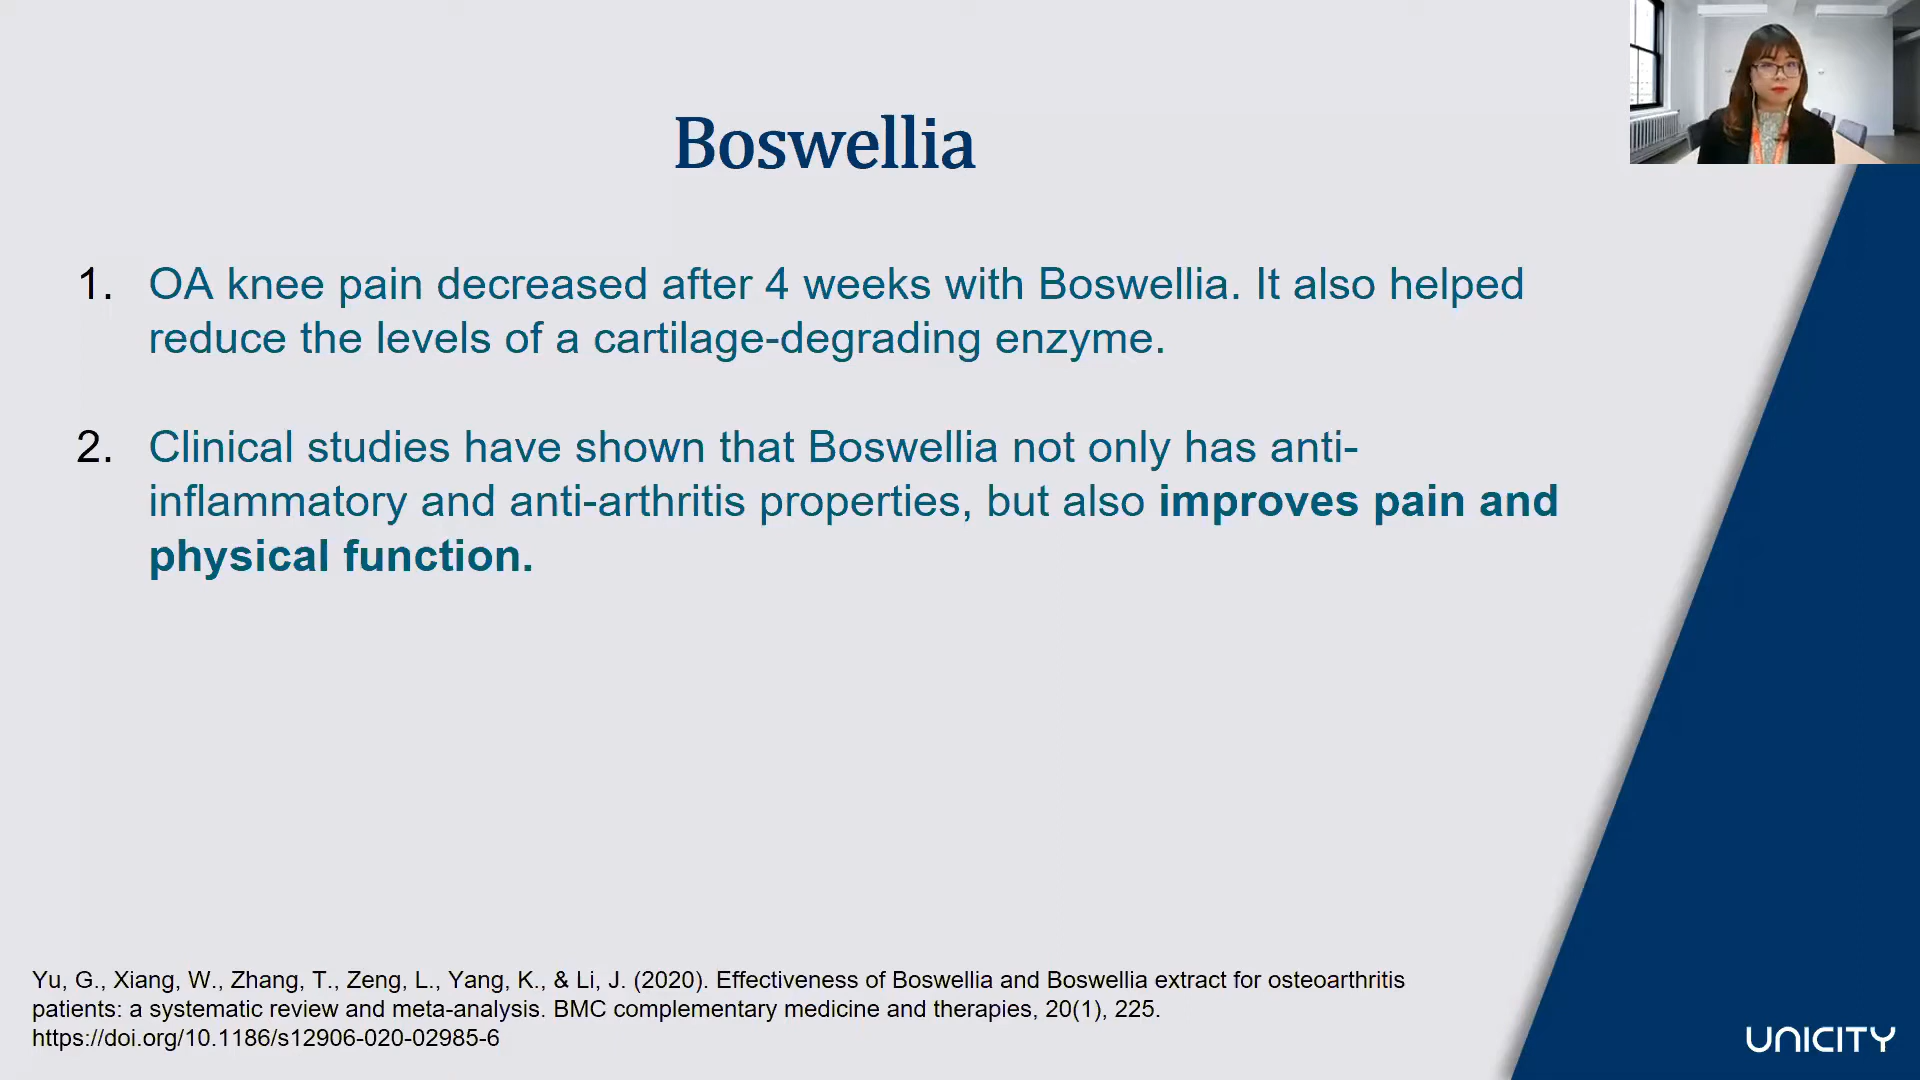 Boswellia
1. OA knee pain decreased after 4 weeks with Boswellia. It also helped
reduce the levels of a cartilage-degrading enzyme.
2. Clinical studies have shown that Boswellia not only has anti-
inflammatory and anti-arthritis properties, but also improves pain and
physical function.
Yu, G., Xiang, W., Zhang, T., Zeng, L., Yang, K., & Li, J. (2020). Effectiveness of Boswellia and Boswellia extract for osteoarthritis
patients: a systematic review and meta-analysis. BMC complementary medicine and therapies, 20(1), 225.
https://doi.org/10.1186/s12906-020-02985-6
UNICITY